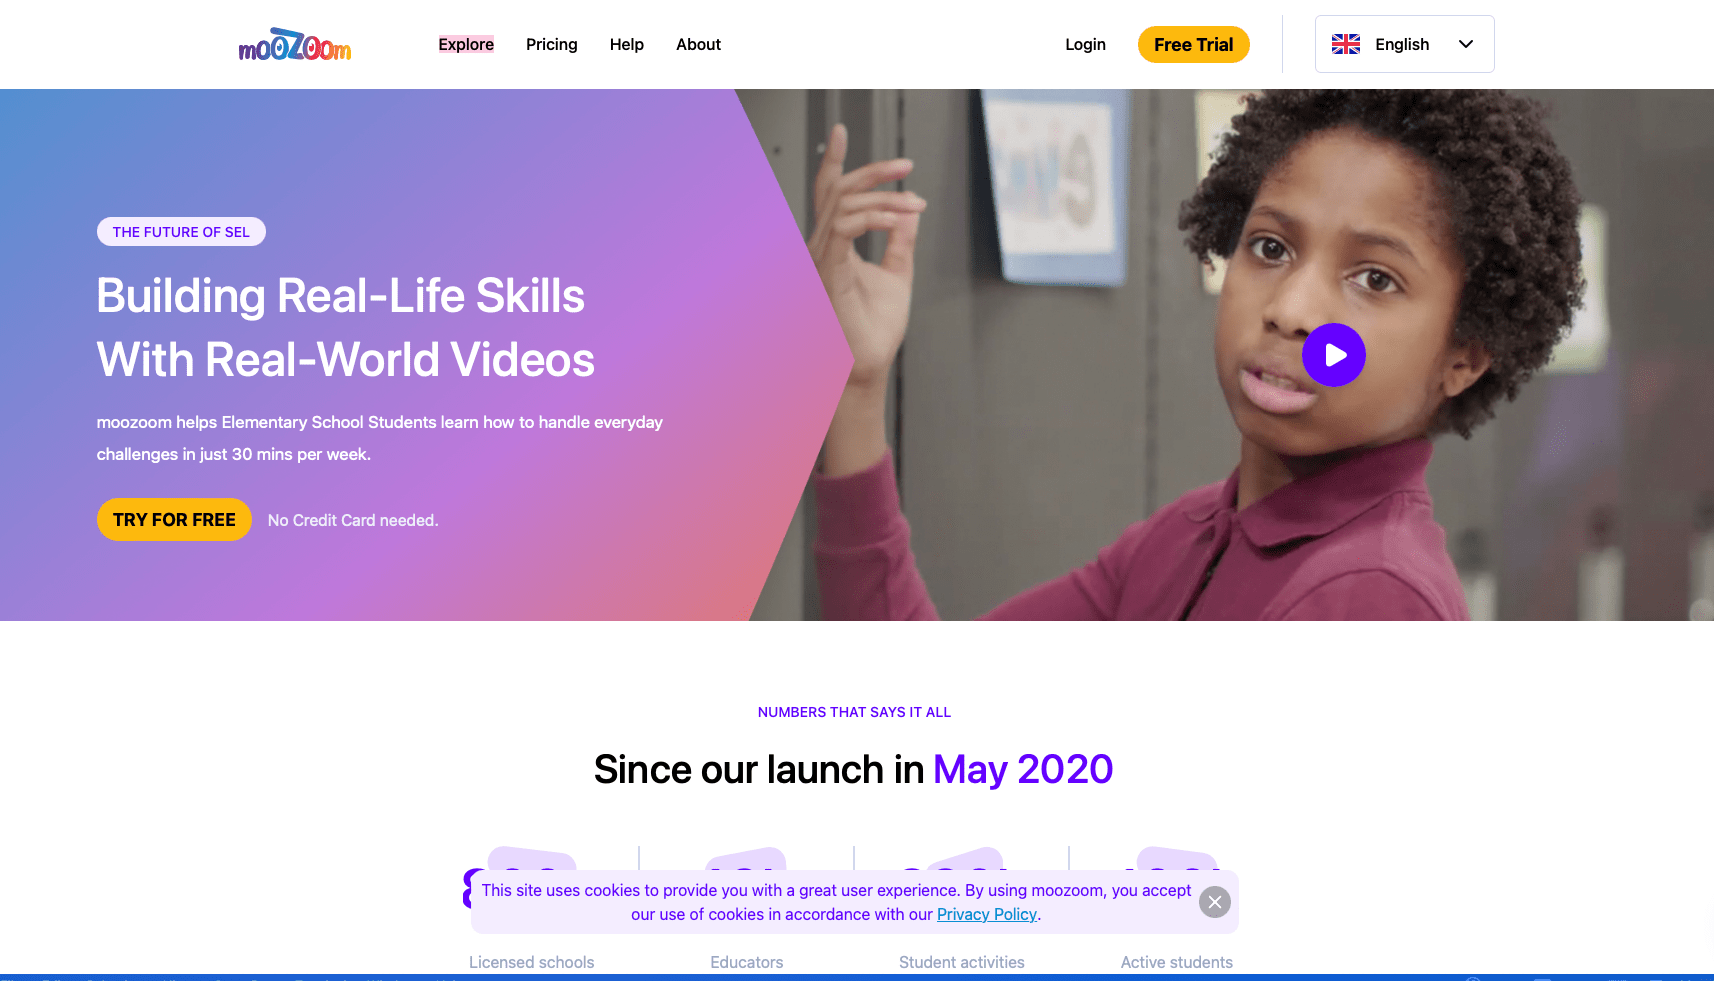 moozoom
Explore
Pricing
Help
About
Login
Free Trial
English
THE FUTURE OF SEL
Building Real-Life Skills
With Real-World Videos
moozoom helps Elementary School Students learn how to handle everyday
challenges in just 30 mins per week.
TRY FOR FREE
No Credit Card needed.
NUMBERS THAT SAYS IT ALL
Since our launch in May 2020
This site uses cookies to provide you with a great user experience. By using moozoom, you accept
our use of cookies in accordance with our Privacy Policy.
Licensed schools
Educators
Student activities
Active students